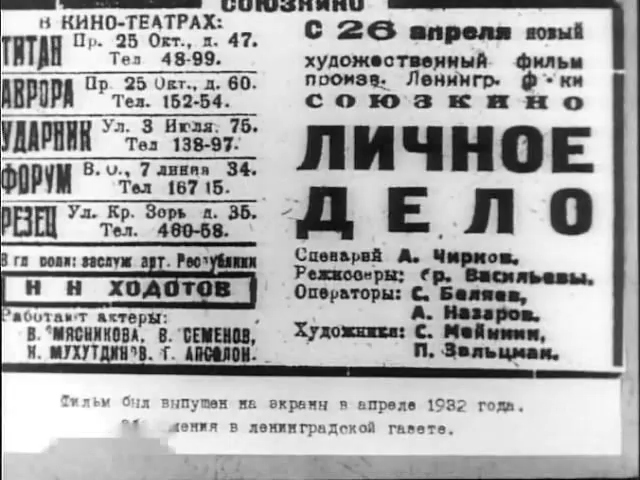 СОЮЗКИНО
В КИНО-ТЕАТРАХ:
ТИТАН Пр. 25 Окт., д. 47.
Тел 48-99.
АВРОРА Пр 25 Окт., д. 60.
Тел. 152-54.
УДАРНИК Ул. 3 Июля, 75.
Тел 138-97.
ФОРУМ В. О., 7 линия 34.
Тел 167 15.
РЕЗЕЦ Ул. Кр. Зорь д. 35.
Тел. 460-58.
В гл роли: заслуж арт. Республики
Н Н ХОДОТОВ
Работают актеры:
В. МЯСНИКОВА, В. СЕМЕНОВ,
Г. АПСОЛОН.
С 26 апреля новый
художественный фильм
произв. Ленингр. ф-ки
СОЮЗКИНО
ЛИЧНОЕ
ДЕЛО
Сценарий А. Чирков.
Режиссеры: бр. Васильевы.
Операторы: С. Беляев,
А. Назаров.
Художники: С. Мейнкин,
П. Зальцман.
Фильм был выпущен на экраны в апреле 1932 года.
в ленинградской газете.